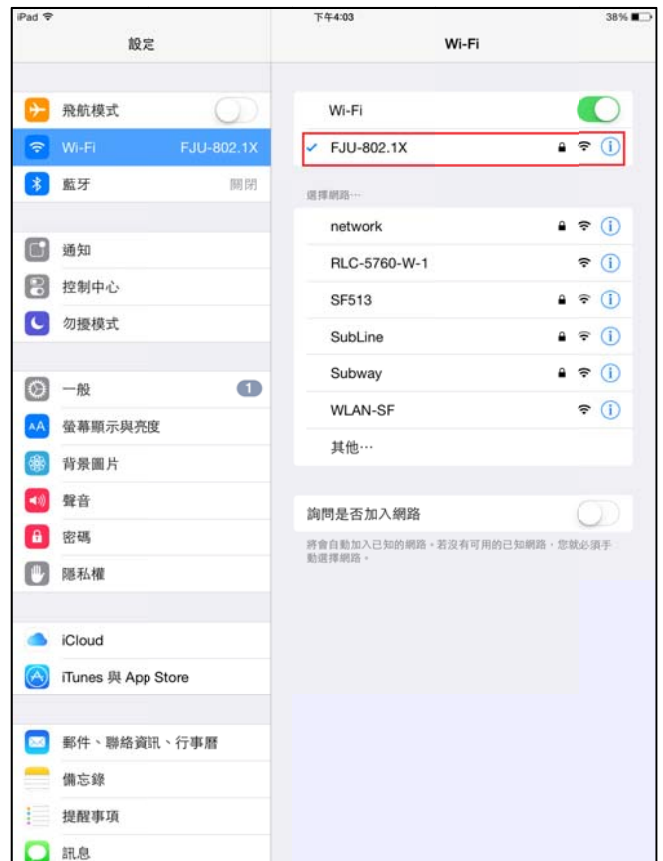 iPad
下午4:03
38%
設定
飛航模式
Wi-Fi FJU-802.1X
藍牙 關閉
通知
控制中心
勿擾模式
一般 1
AA 螢幕顯示與亮度
背景圖片
聲音
密碼
隱私權
iCloud
iTunes 與 App Store
郵件、聯絡資訊、行事曆
備忘錄
提醒事項
訊息
Wi-Fi
Wi-Fi
FJU-802.1X
選擇網路…
network
RLC-5760-W-1
SF513
SubLine
Subway
WLAN-SF
其他…
詢問是否加入網路
將會自動加入已知的網路。若沒有可用的已知網路，您就必須手
動選擇網路。